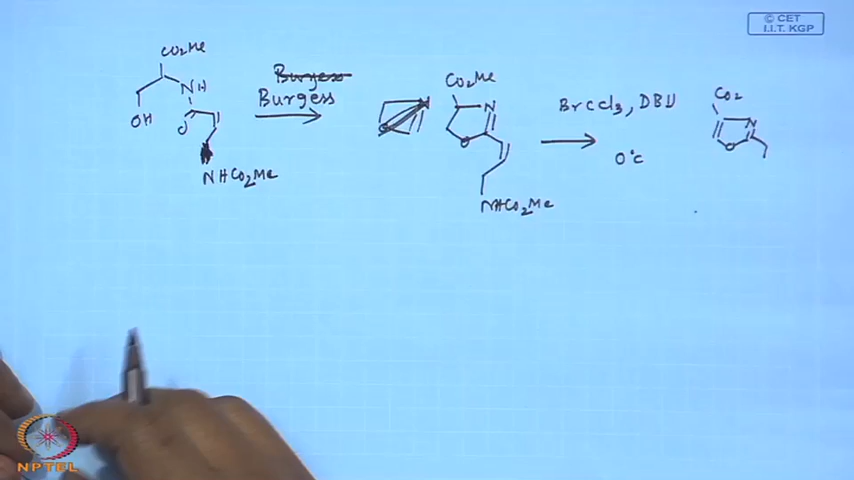 © CET
I.I.T. KGP
CO2Me
NH
OH
O
NHCO2Me
Burgess
Burgess
CO2Me
N
O
NHCO2Me
BrCCl3, DBU
0°C
CO2
N
O
NPTEL